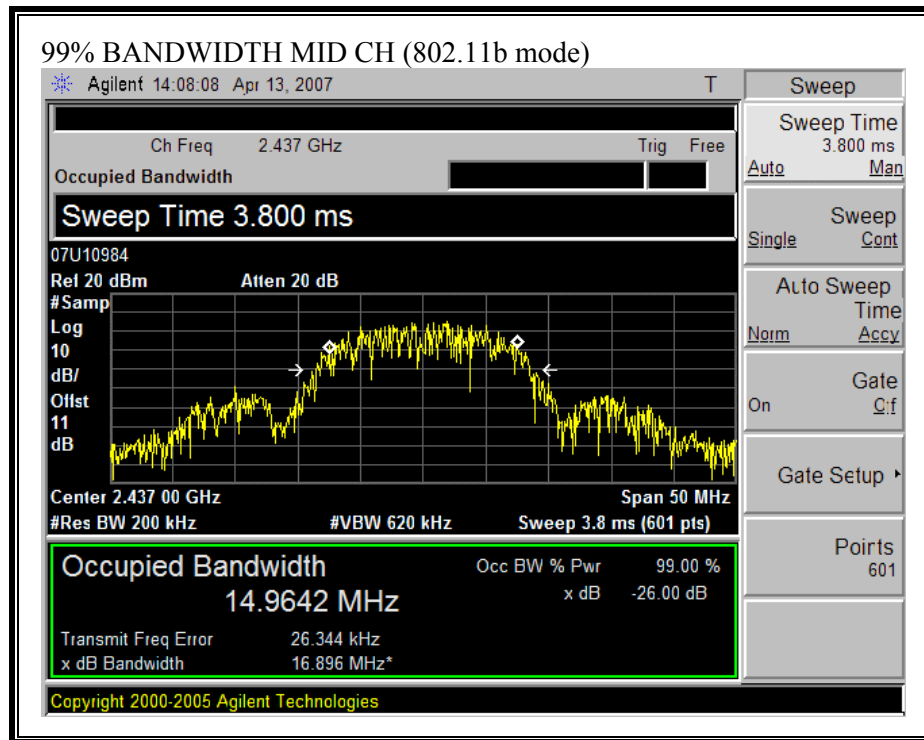 99% BANDWIDTH MID CH (802.11b mode)
Agilent 14:08:08 Apr 13, 2007 T
Ch Freq 2.437 GHz Trig Free
Occupied Bandwidth
Sweep Time 3.800 ms
07U10984
Ref 20 dBm Atten 20 dB
#Samp
Log
10
dB/
Offst
11
dB
Center 2.437 00 GHz Span 50 MHz
#Res BW 200 kHz #VBW 620 kHz Sweep 3.8 ms (601 pts)
Occupied Bandwidth Occ BW % Pwr 99.00 %
14.9642 MHz x dB -26.00 dB
Transmit Freq Error 26.344 kHz
x dB Bandwidth 16.896 MHz*
Copyright 2000-2005 Agilent Technologies
Sweep
Sweep Time
3.800 ms
Auto Man
Sweep
Single Cont
Auto Sweep
Time
Norm Accy
Gate
On Off
Gate Setup
Points
601